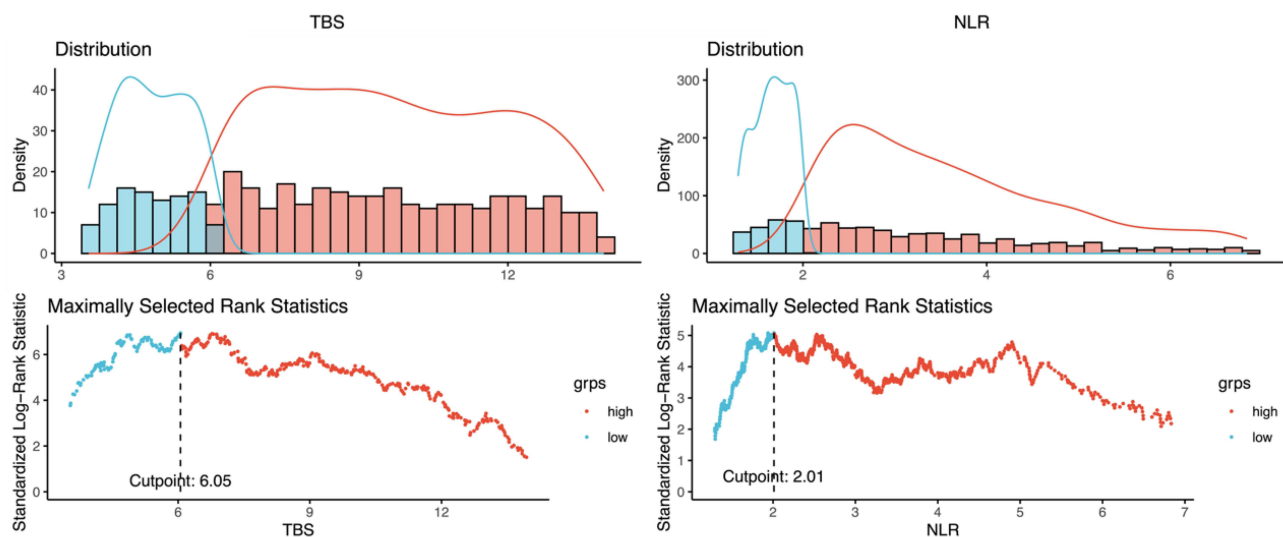 TBS
Distribution
Density
40
30
20
10
0
3
6
9
12
NLR
Distribution
Density
300
200
100
0
2
4
6
Maximally Selected Rank Statistics
Standardized Log-Rank Statistic
6
4
2
0
Cutpoint: 6.05
6
9
12
TBS
grps
high
low
Maximally Selected Rank Statistics
Standardized Log-Rank Statistic
5
4
3
2
1
0
Cutpoint: 2.01
2
3
4
5
6
7
NLR
grps
high
low